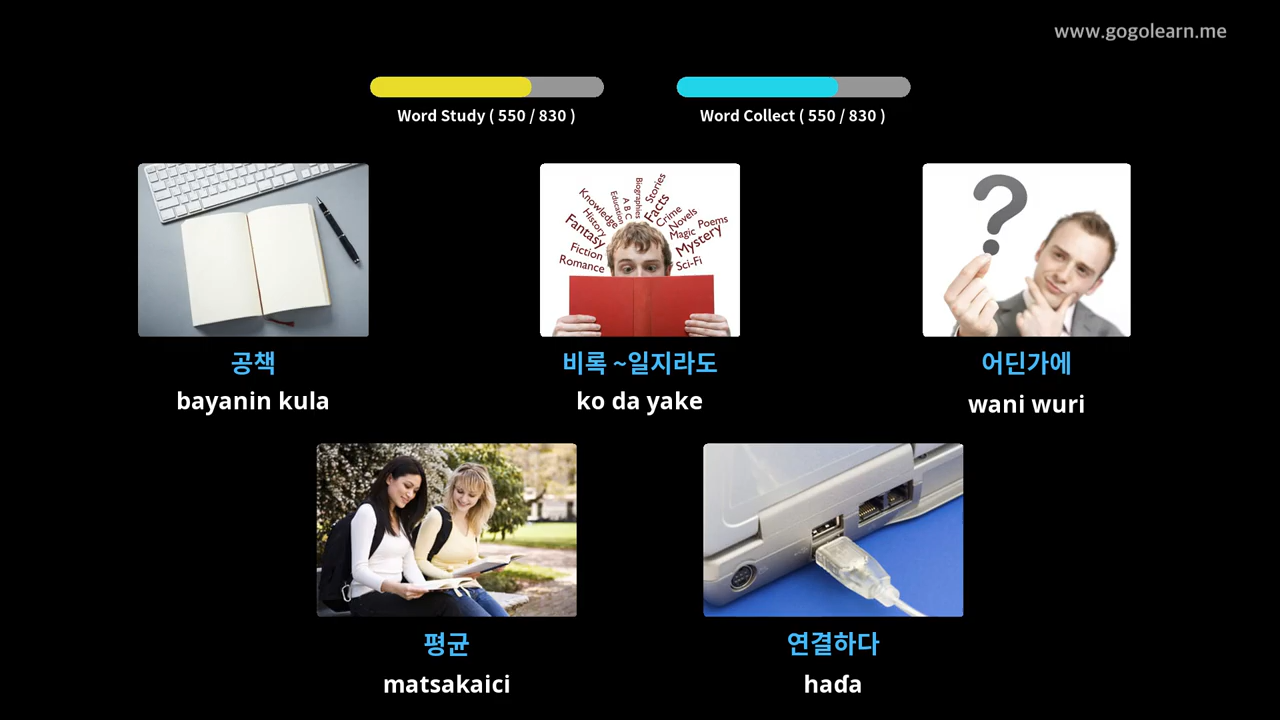 www.gogolearn.me
Word Study ( 550 / 830 )
Word Collect ( 550 / 830 )
Knowledge
History
Fantasy
Fiction
Romance
Education
A B C
Biographies
Stories
Facts
Crime
Novels
Magic
Poems
Mystery
Sci-Fi
공책
bayanin kula
비록 ~일지라도
ko da yake
어딘가에
wani wuri
평균
matsakaici
연결하다
haɗa